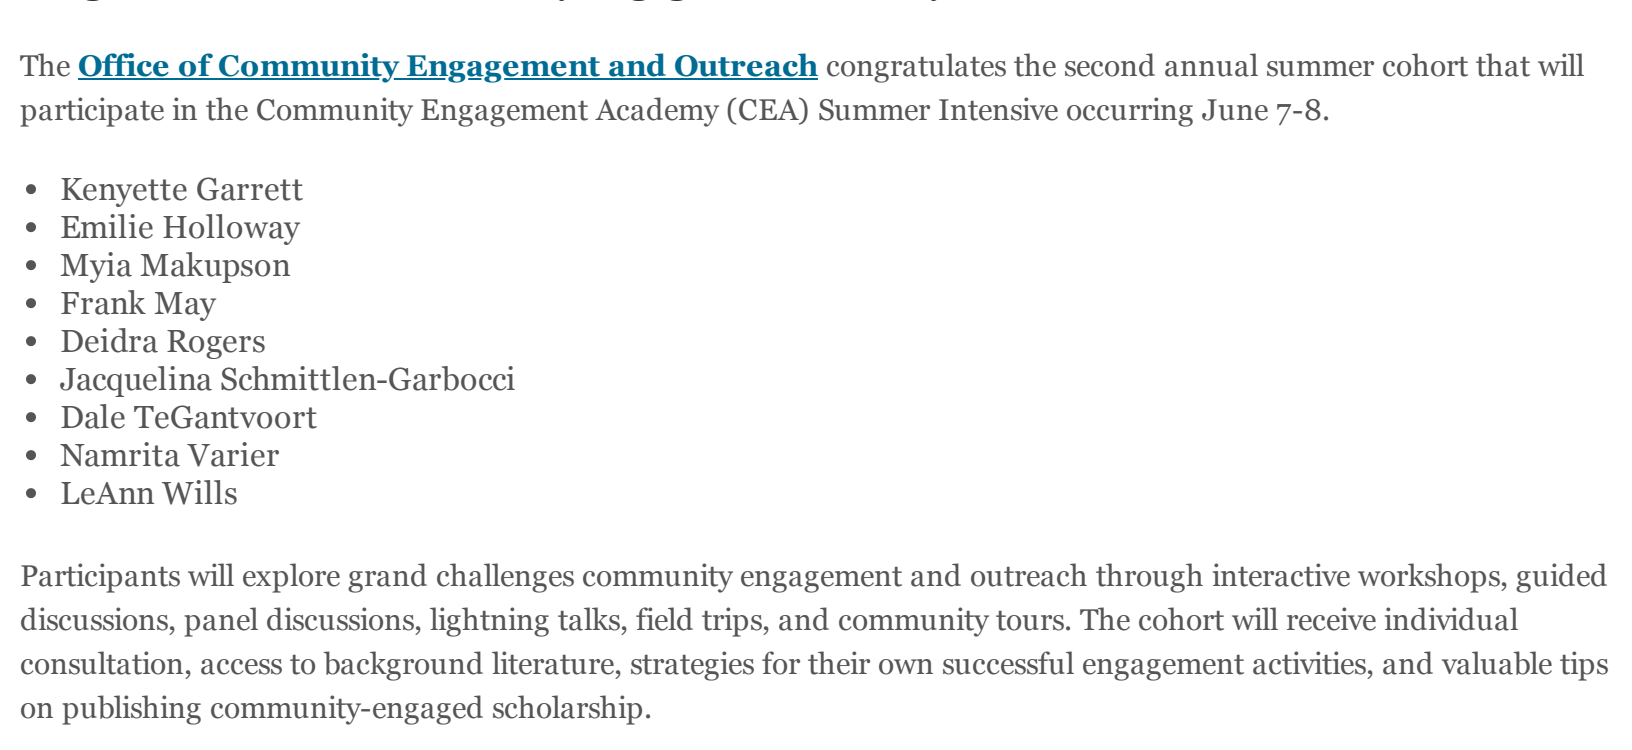 The Office of Community Engagement and Outreach congratulates the second annual summer cohort that will
participate in the Community Engagement Academy (CEA) Summer Intensive occurring June 7-8.
• Kenyette Garrett
• Emilie Holloway
• Myia Makupson
• Frank May
• Deidra Rogers
• Jacquelina Schmittlen-Garbocci
• Dale TeGantvoort
• Namrita Varier
• LeAnn Wills
Participants will explore grand challenges community engagement and outreach through interactive workshops, guided
discussions, panel discussions, lightning talks, field trips, and community tours. The cohort will receive individual
consultation, access to background literature, strategies for their own successful engagement activities, and valuable tips
on publishing community-engaged scholarship.